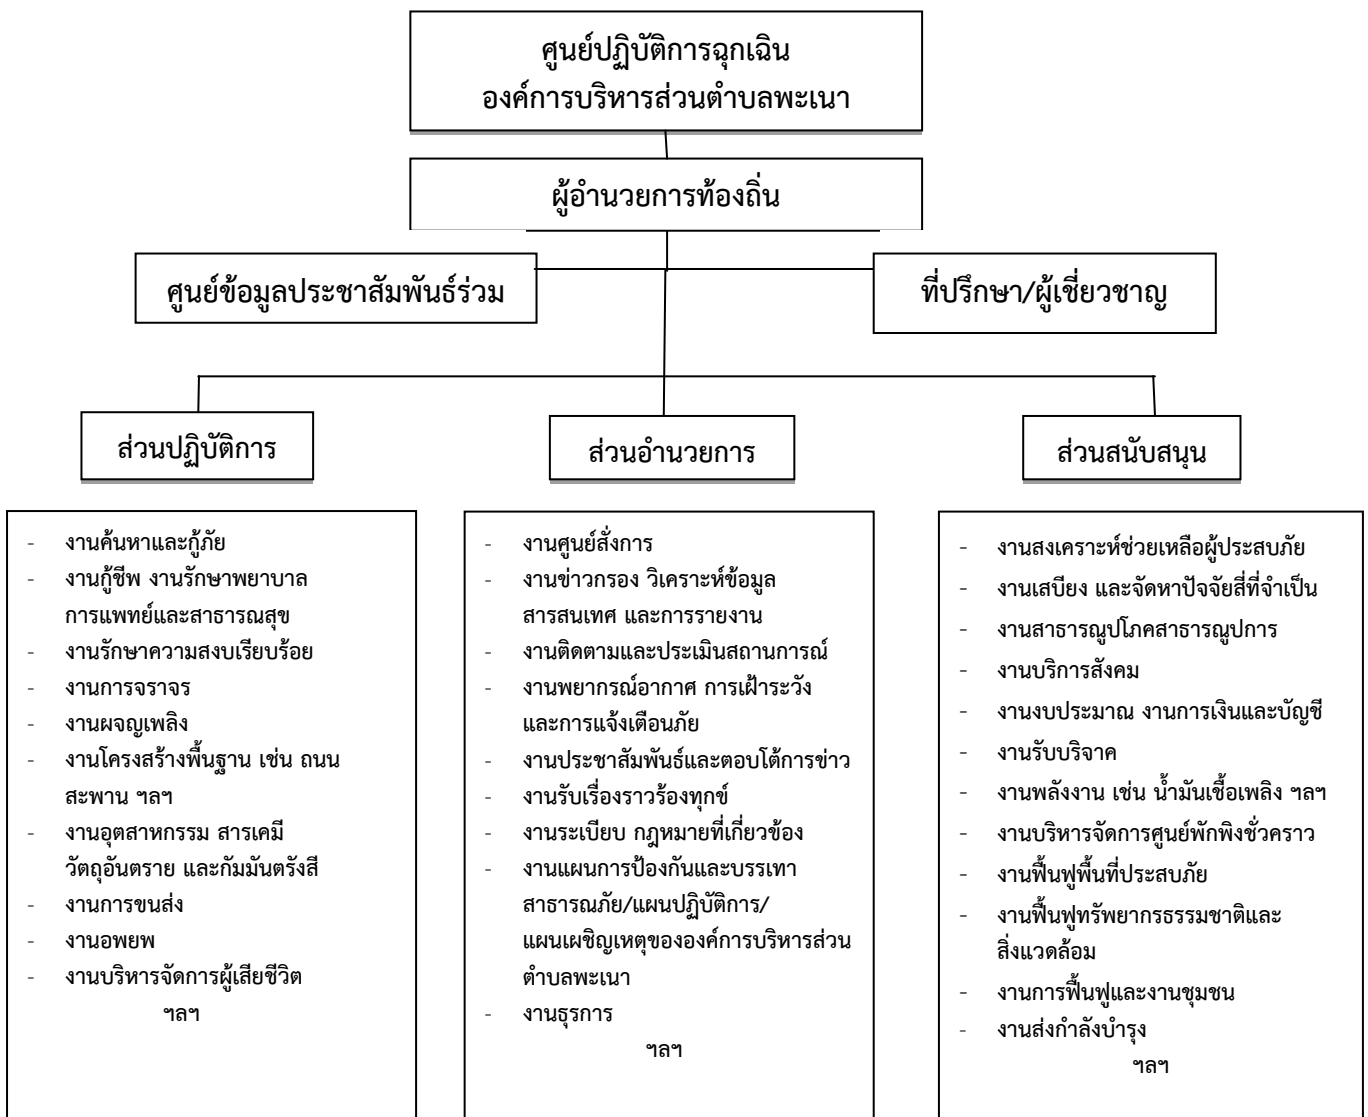 ศูนย์ปฏิบัติการฉุกเฉิน
องค์การบริหารส่วนตำบลพะเนา
ผู้อำนวยการท้องถิ่น
ศูนย์ข้อมูลประชาสัมพันธ์ร่วม
ที่ปรึกษา/ผู้เชี่ยวชาญ
ส่วนปฏิบัติการ
ส่วนอำนวยการ
ส่วนสนับสนุน
- งานค้นหาและกู้ภัย
- งานกู้ชีพ งานรักษาพยาบาล
การแพทย์และสาธารณสุข
- งานรักษาความสงบเรียบร้อย
- งานการจราจร
- งานผจญเพลิง
- งานโครงสร้างพื้นฐาน เช่น ถนน
สะพาน ฯลฯ
- งานอุตสาหกรรม สารเคมี
วัตถุอันตราย และกัมมันตรังสี
- งานการขนส่ง
- งานอพยพ
- งานบริหารจัดการผู้เสียชีวิต
ฯลฯ
- งานศูนย์สั่งการ
- งานข่าวกรอง วิเคราะห์ข้อมูล
สารสนเทศ และการรายงาน
- งานติดตามและประเมินสถานการณ์
- งานพยากรณ์อากาศ การเฝ้าระวัง
และการแจ้งเตือนภัย
- งานประชาสัมพันธ์และตอบโต้การข่าว
- งานรับเรื่องราวร้องทุกข์
- งานระเบียบ กฎหมายที่เกี่ยวข้อง
- งานแผนการป้องกันและบรรเทา
สาธารณภัย/แผนปฏิบัติการ/
แผนเผชิญเหตุขององค์การบริหารส่วน
ตำบลพะเนา
- งานธุรการ
ฯลฯ
- งานสงเคราะห์ช่วยเหลือผู้ประสบภัย
- งานเสบียง และจัดหาปัจจัยสี่ที่จำเป็น
- งานสาธารณูปโภคสาธารณูปการ
- งานบริการสังคม
- งานงบประมาณ งานการเงินและบัญชี
- งานรับบริจาค
- งานพลังงาน เช่น น้ำมันเชื้อเพลิง ฯลฯ
- งานบริหารจัดการศูนย์พักพิงชั่วคราว
- งานฟื้นฟูพื้นที่ประสบภัย
- งานฟื้นฟูทรัพยากรธรรมชาติและ
สิ่งแวดล้อม
- งานการฟื้นฟูและงานชุมชน
- งานส่งกำลังบำรุง
ฯลฯ